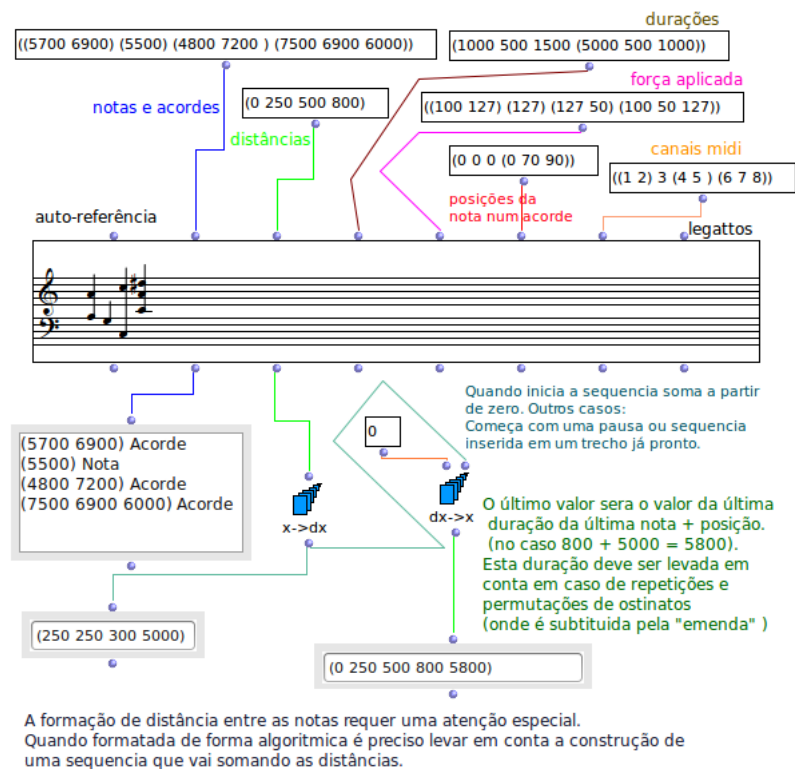 durações
((5700 6900) (5500) (4800 7200 ) (7500 6900 6000))
(1000 500 1500 (5000 500 1000))
força aplicada
notas e acordes
(0 250 500 800)
((100 127) (127) (127 50) (100 50 127))
distâncias
canais midi
(0 0 0 (0 70 90))
((1 2) 3 (4 5 ) (6 7 8))
posições da
nota num acorde
auto-referência
legattos
Quando inicia a sequencia soma a partir
de zero. Outros casos:
Começa com uma pausa ou sequencia
inserida em um trecho já pronto.
0
(5700 6900) Acorde
(5500) Nota
(4800 7200) Acorde
(7500 6900 6000) Acorde
x->dx
dx->x
O último valor sera o valor da última
duração da última nota + posição.
(no caso 800 + 5000 = 5800).
Esta duração deve ser levada em
conta em caso de repetições e
permutações de ostinatos
(onde é subtituida pela "emenda" )
(250 250 300 5000)
(0 250 500 800 5800)
A formação de distância entre as notas requer uma atenção especial.
Quando formatada de forma algoritmica é preciso levar em conta a construção de
uma sequencia que vai somando as distâncias.